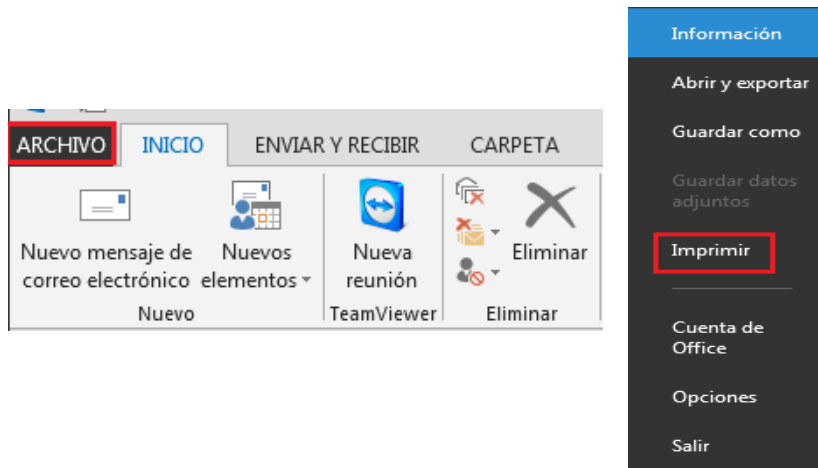 ARCHIVO INICIO ENVIAR Y RECIBIR CARPETA
Nuevo mensaje de
correo electrónico
Nuevos
elementos
Nueva
reunión
Eliminar
Nuevo TeamViewer Eliminar
Información
Abrir y exportar
Guardar como
Guardar datos
adjuntos
Imprimir
Cuenta de
Office
Opciones
Salir